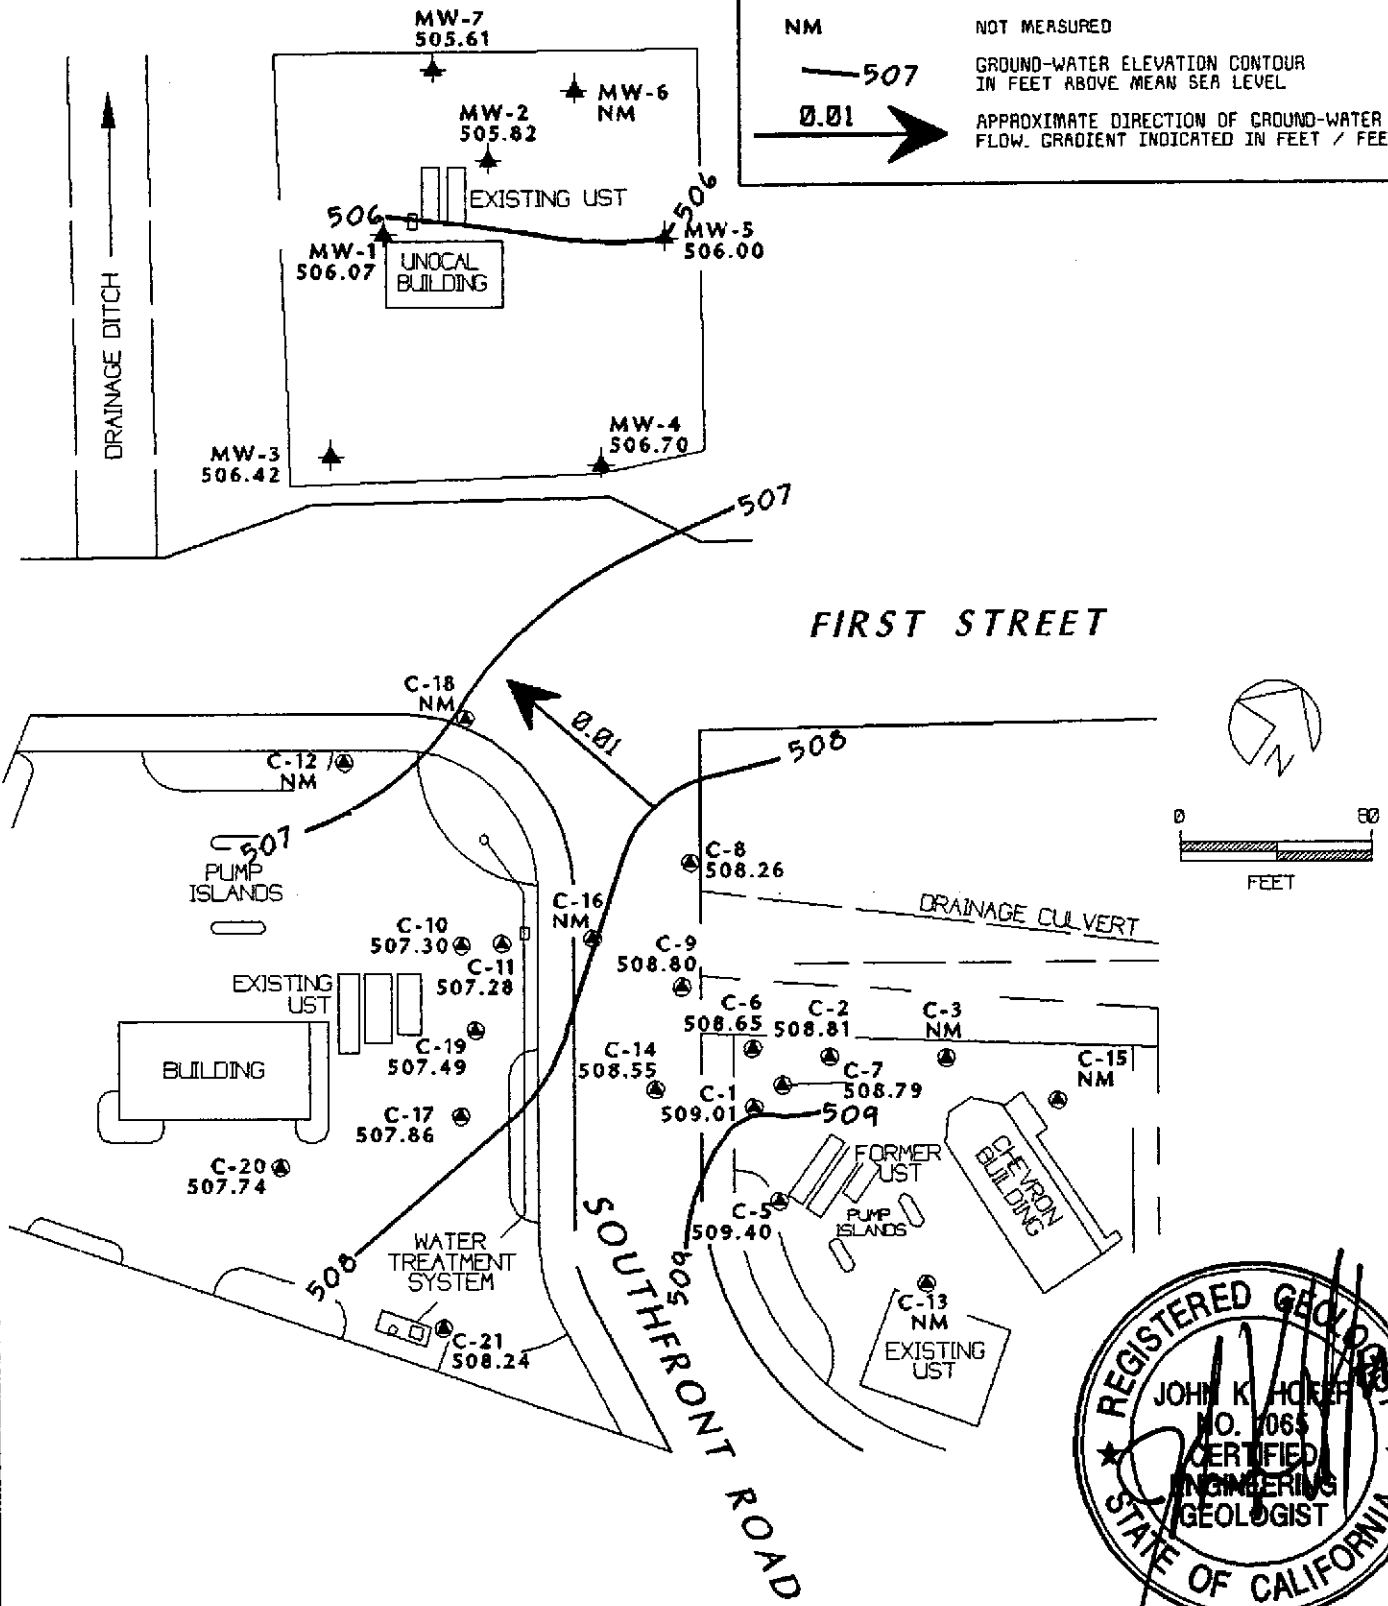 MW-7
505.61
NM NOT MEASURED
507 GROUND-WATER ELEVATION CONTOUR
IN FEET ABOVE MEAN SEA LEVEL
0.01 APPROXIMATE DIRECTION OF GROUND-WATER
FLOW. GRADIENT INDICATED IN FEET / FEE
MW-6
NM
MW-2
505.82
EXISTING UST
506
506
MW-1
506.07
MW-5
506.00
UNOCAL
BUILDING
DRAINAGE DITCH
MW-3
506.42
MW-4
506.70
507
FIRST STREET
C-18
NM
0.01
508
C-12
NM
N
507
PUMP
ISLANDS
C-8
508.26
0 80
FEET
DRAINAGE CULVERT
C-16
NM
C-10
507.30
C-11
507.28
C-9
508.80
EXISTING
UST
C-6
508.65
C-2
508.81
C-3
NM
C-19
507.49
C-14
508.55
C-7
508.79
C-15
NM
BUILDING
C-1
509.01
509
C-17
507.86
FORMER
UST
CHEVRON
BUILDING
C-20
507.74
C-5
509.40
PUMP
ISLANDS
WATER
TREATMENT
SYSTEM
508
509
C-13
NM
EXISTING
UST
C-21
508.24
SOUTHFRONT ROAD
REGISTERED GEOLOGIST
JOHN K HOFER
NO. 1065
CERTIFIED
ENGINEERING
GEOLOGIST
STATE OF CALIFORNIA